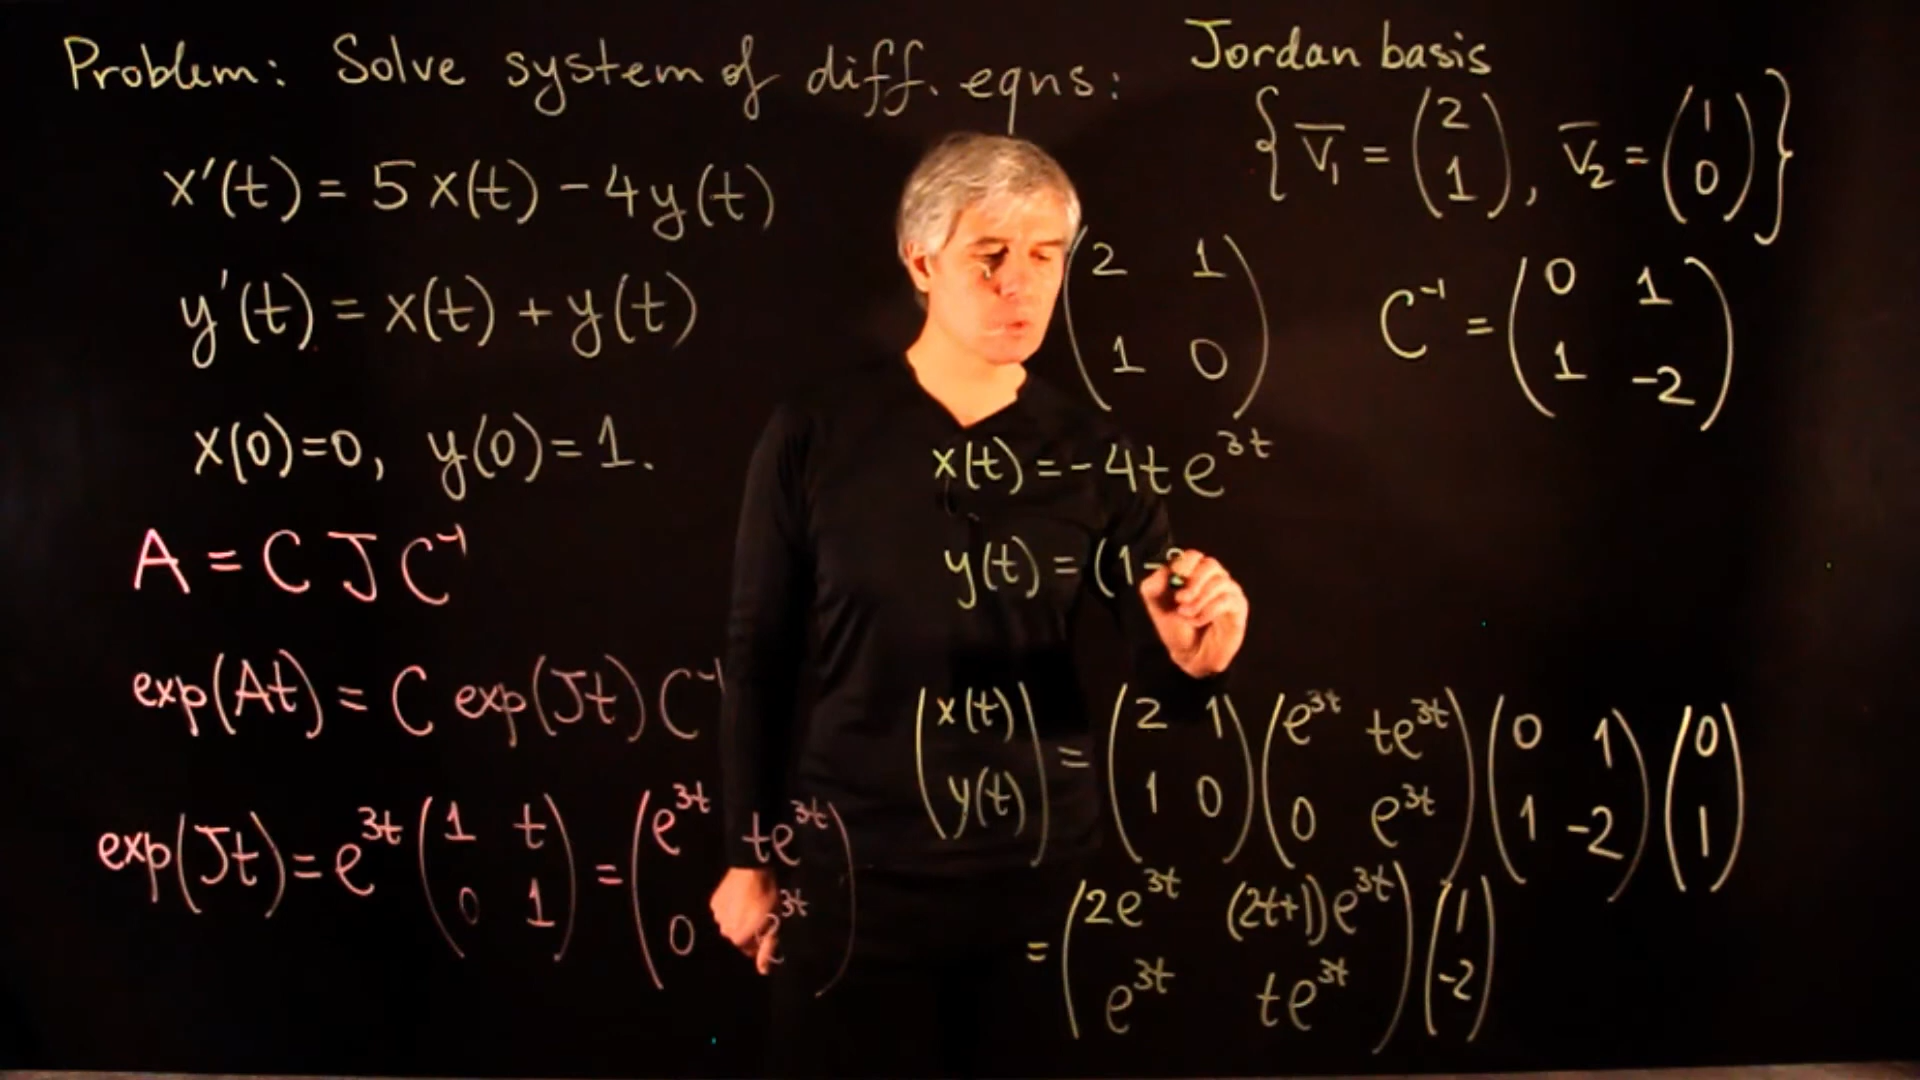 Problem: Solve system of diff. eqns:
x'(t) = 5x(t) - 4y(t)
y'(t) = x(t) + y(t)
x(0)=0, y(0)=1.
A = C J C⁻¹
exp(At) = C exp(Jt) C⁻¹
exp(Jt) = e^{3t} (1 t; 0 1) = (e^{3t} te^{3t}; 0 e^{3t})
Jordan basis
{ v̅₁ = (2; 1), v̅₂ = (1; 0) }
(2 1; 1 0)
C⁻¹ = (0 1; 1 -2)
x(t) = -4te^{3t}
y(t) = (1-
(x(t); y(t)) = (2 1; 1 0) (e^{3t} te^{3t}; 0 e^{3t}) (0 1; 1 -2) (0; 1)
= (2e^{3t} (2t+1)e^{3t}; e^{3t} te^{3t}) (1; -2)